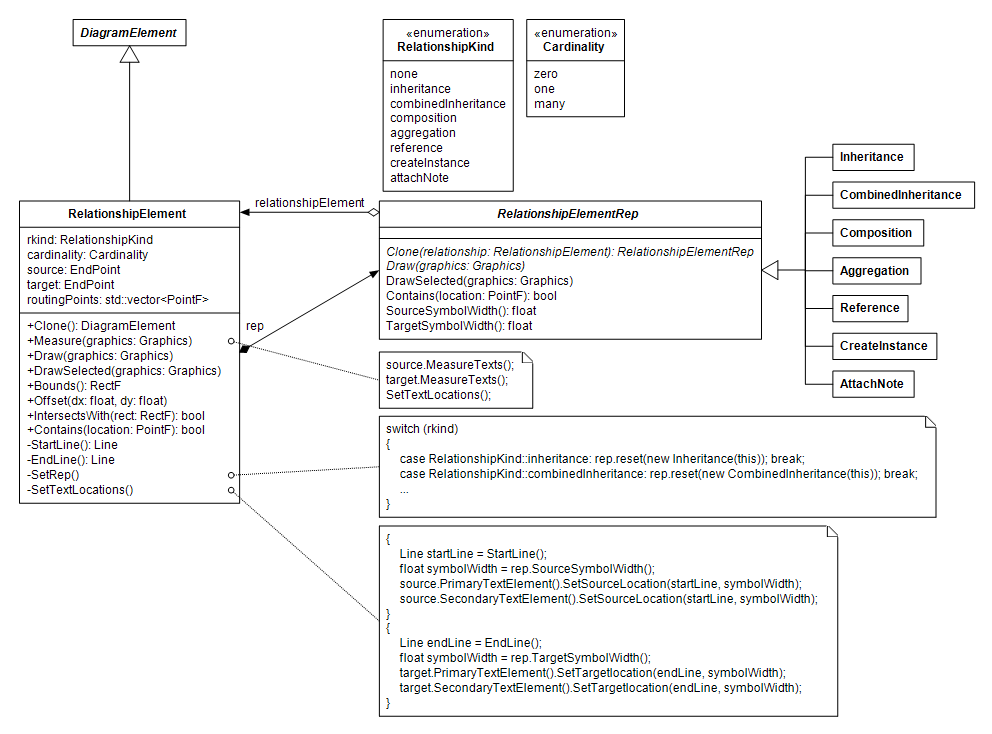 DiagramElement
«enumeration»
RelationshipKind
none
inheritance
combinedInheritance
composition
aggregation
reference
createInstance
attachNote
«enumeration»
Cardinality
zero
one
many
RelationshipElement
rkind: RelationshipKind
cardinality: Cardinality
source: EndPoint
target: EndPoint
routingPoints: std::vector<PointF>
+Clone(): DiagramElement
+Measure(graphics: Graphics)
+Draw(graphics: Graphics)
+DrawSelected(graphics: Graphics)
+Bounds(): RectF
+Offset(dx: float, dy: float)
+IntersectsWith(rect: RectF): bool
+Contains(location: PointF): bool
-StartLine(): Line
-EndLine(): Line
-SetRep()
-SetTextLocations()
relationshipElement
rep
RelationshipElementRep
Clone(relationship: RelationshipElement): RelationshipElementRep
Draw(graphics: Graphics)
DrawSelected(graphics: Graphics)
Contains(location: PointF): bool
SourceSymbolWidth(): float
TargetSymbolWidth(): float
Inheritance
CombinedInheritance
Composition
Aggregation
Reference
CreateInstance
AttachNote
source.MeasureTexts();
target.MeasureTexts();
SetTextLocations();
switch (rkind)
{
case RelationshipKind::inheritance: rep.reset(new Inheritance(this)); break;
case RelationshipKind::combinedInheritance: rep.reset(new CombinedInheritance(this)); break;
...
}
{
Line startLine = StartLine();
float symbolWidth = rep.SourceSymbolWidth();
source.PrimaryTextElement().SetSourceLocation(startLine, symbolWidth);
source.SecondaryTextElement().SetSourceLocation(startLine, symbolWidth);
}
{
Line endLine = EndLine();
float symbolWidth = rep.TargetSymbolWidth();
target.PrimaryTextElement().SetTargetlocation(endLine, symbolWidth);
target.SecondaryTextElement().SetTargetlocation(endLine, symbolWidth);
}